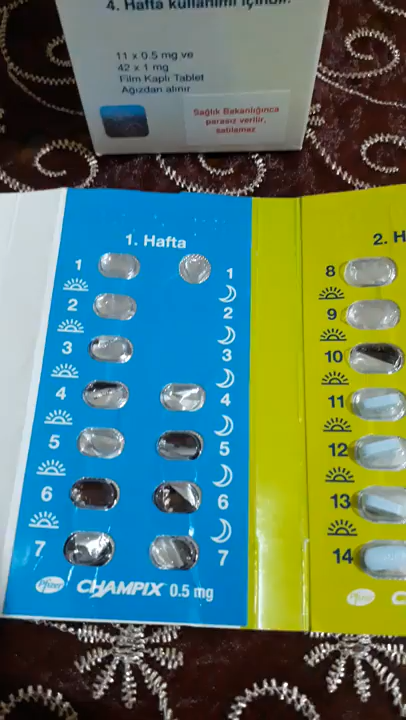 4. Hafta kullanımı içindir.
11 x 0.5 mg ve
42 x 1 mg
Film Kaplı Tablet
Ağızdan alınır
Sağlık Bakanlığınca
parasız verilir,
satılamaz
1. Hafta
1 1
2 2
3 3
4 4
5 5
6 6
7 7
Pfizer CHAMPIX 0.5 mg
2. H
8
9
10
11
12
13
14
C